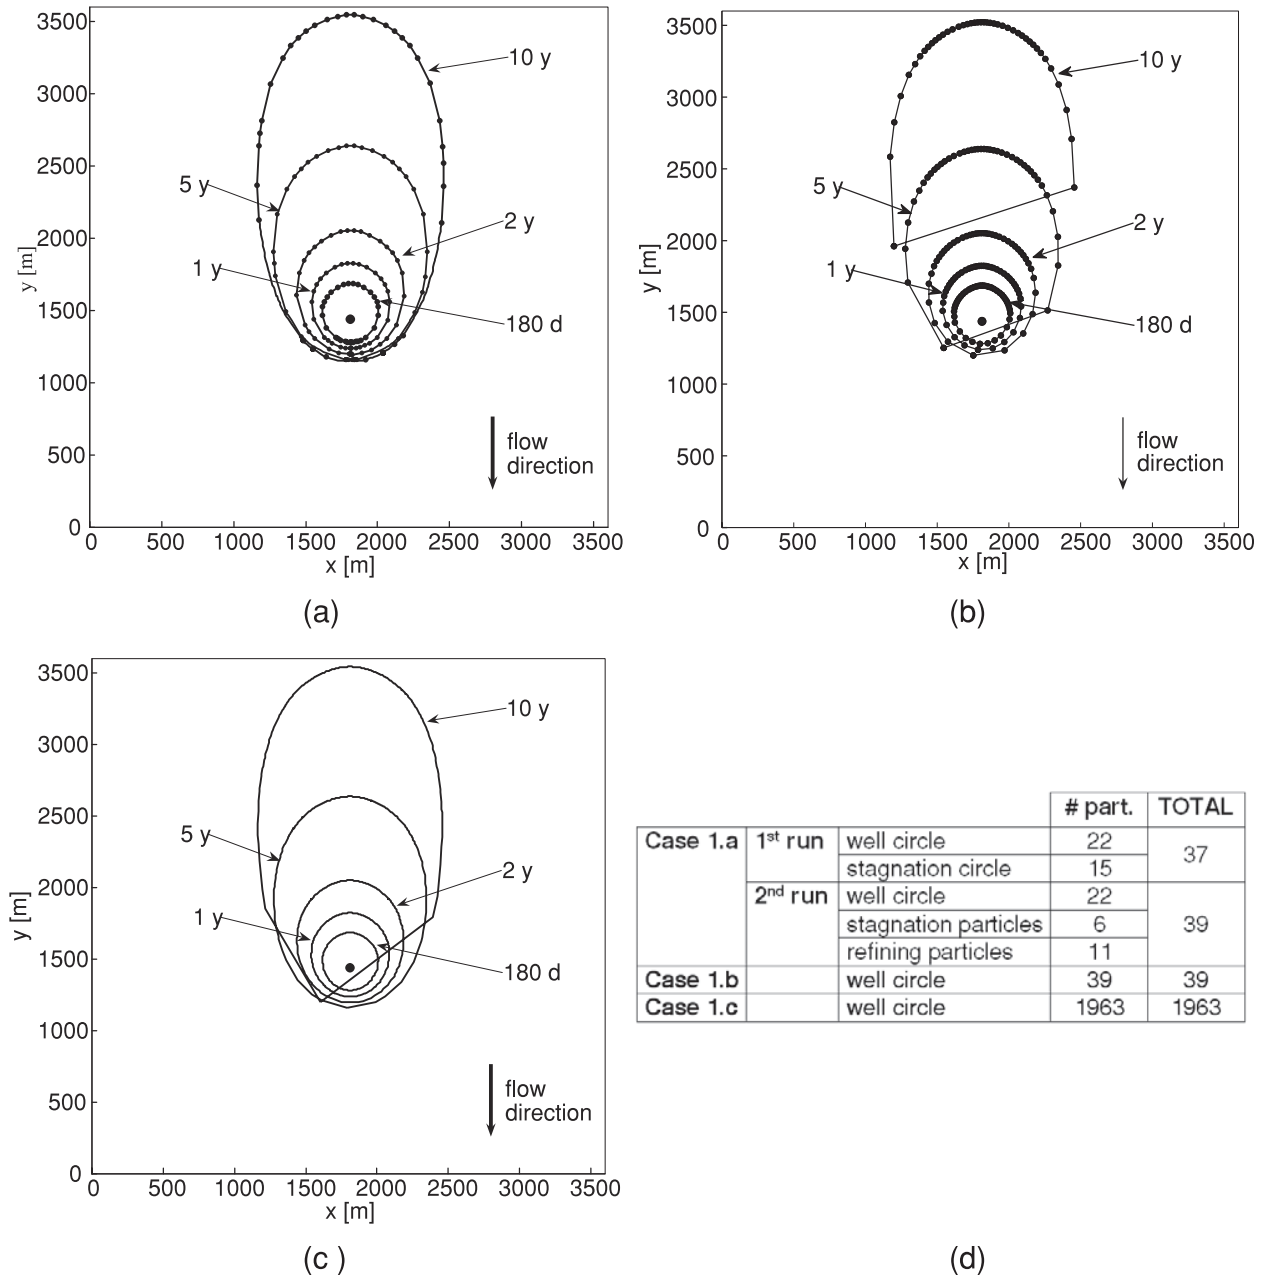 3500
3000
2500
2000
1500
1000
500
0
y [m]
0 500 1000 1500 2000 2500 3000 3500
x [m]
10 y
5 y
2 y
1 y
180 d
flow
direction
(a)
3500
3000
2500
2000
1500
1000
500
0
y [m]
0 500 1000 1500 2000 2500 3000 3500
x [m]
10 y
5 y
2 y
1 y
180 d
flow
direction
(b)
3500
3000
2500
2000
1500
1000
500
0
y [m]
0 500 1000 1500 2000 2500 3000 3500
x [m]
10 y
5 y
2 y
1 y
180 d
flow
direction
(c )
# part. TOTAL
Case 1.a 1st run well circle 22 37
stagnation circle 15
2nd run well circle 22 39
stagnation particles 6
refining particles 11
Case 1.b well circle 39 39
Case 1.c well circle 1963 1963
(d)